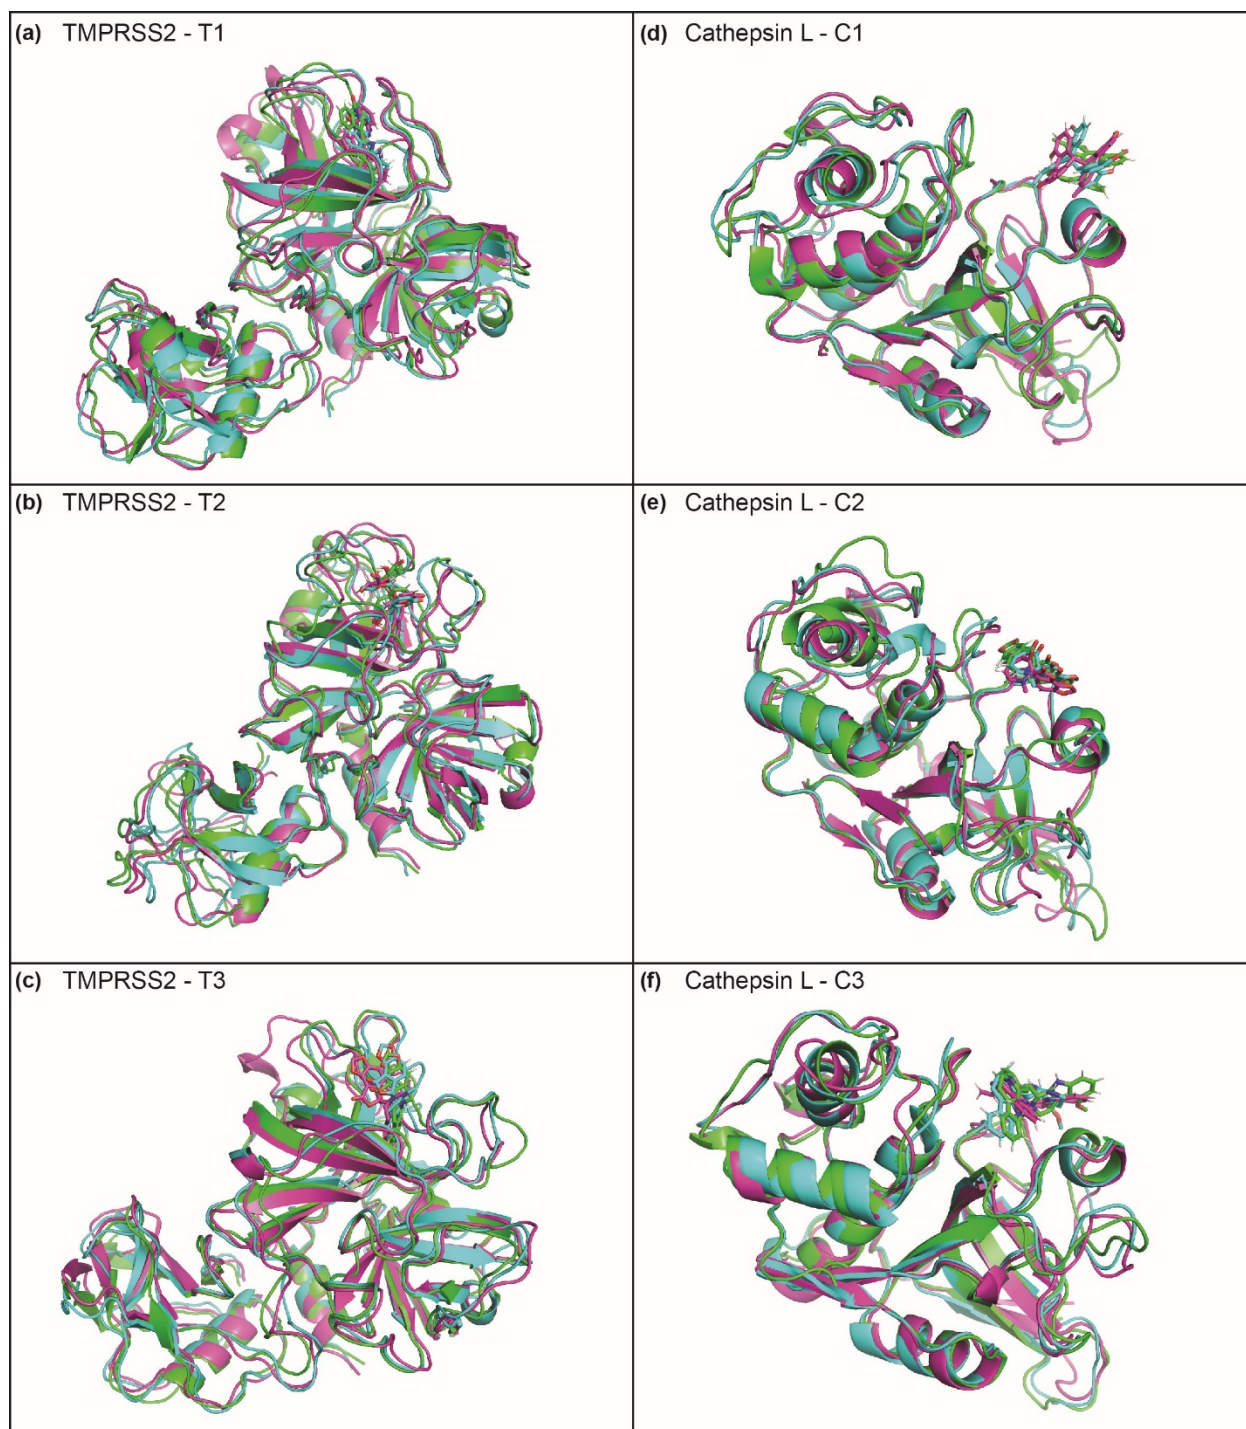 (a) TMPRSS2 - T1
(d) Cathepsin L - C1
(b) TMPRSS2 - T2
(e) Cathepsin L - C2
(c) TMPRSS2 - T3
(f) Cathepsin L - C3